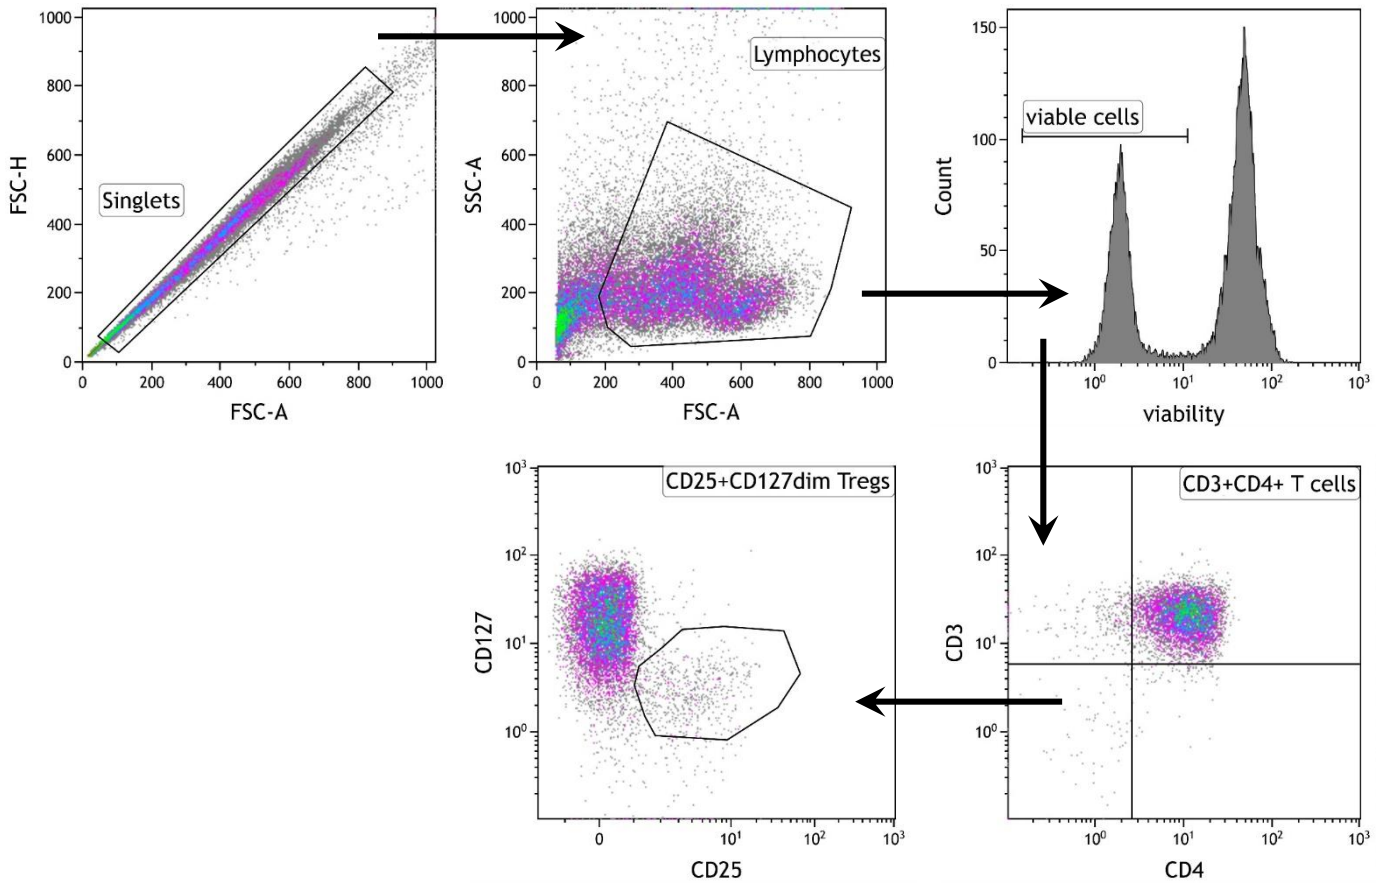 1000
800
600
400
200
0
FSC-H
Singlets
0 200 400 600 800 1000
FSC-A
1000
800
600
400
200
0
SSC-A
Lymphocytes
0 200 400 600 800 1000
FSC-A
150
100
50
0
Count
viable cells
10⁰ 10¹ 10² 10³
viability
10³
10²
10¹
10⁰
CD127
CD25+CD127dim Tregs
0 10¹ 10² 10³
CD25
10³
10²
10¹
10⁰
CD3
CD3+CD4+ T cells
10⁰ 10¹ 10² 10³
CD4